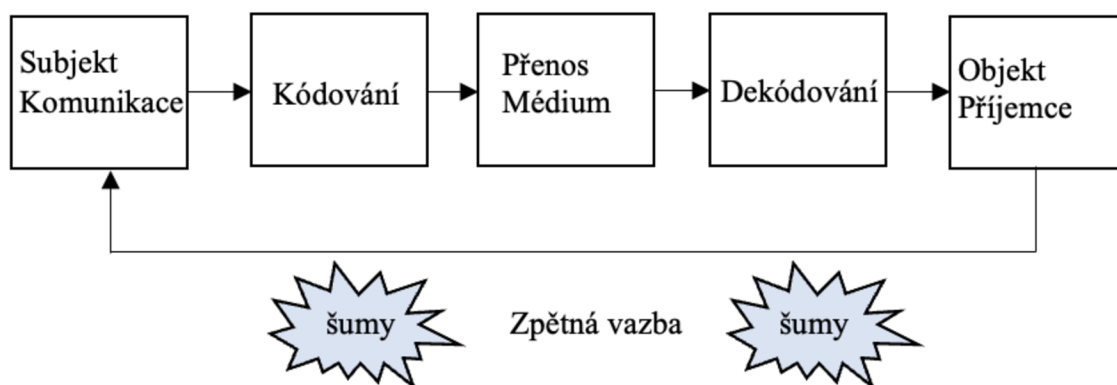 Subjekt
Komunikace
Kódování
Přenos
Médium
Dekódování
Objekt
Příjemce
šumy
Zpětná vazba
šumy